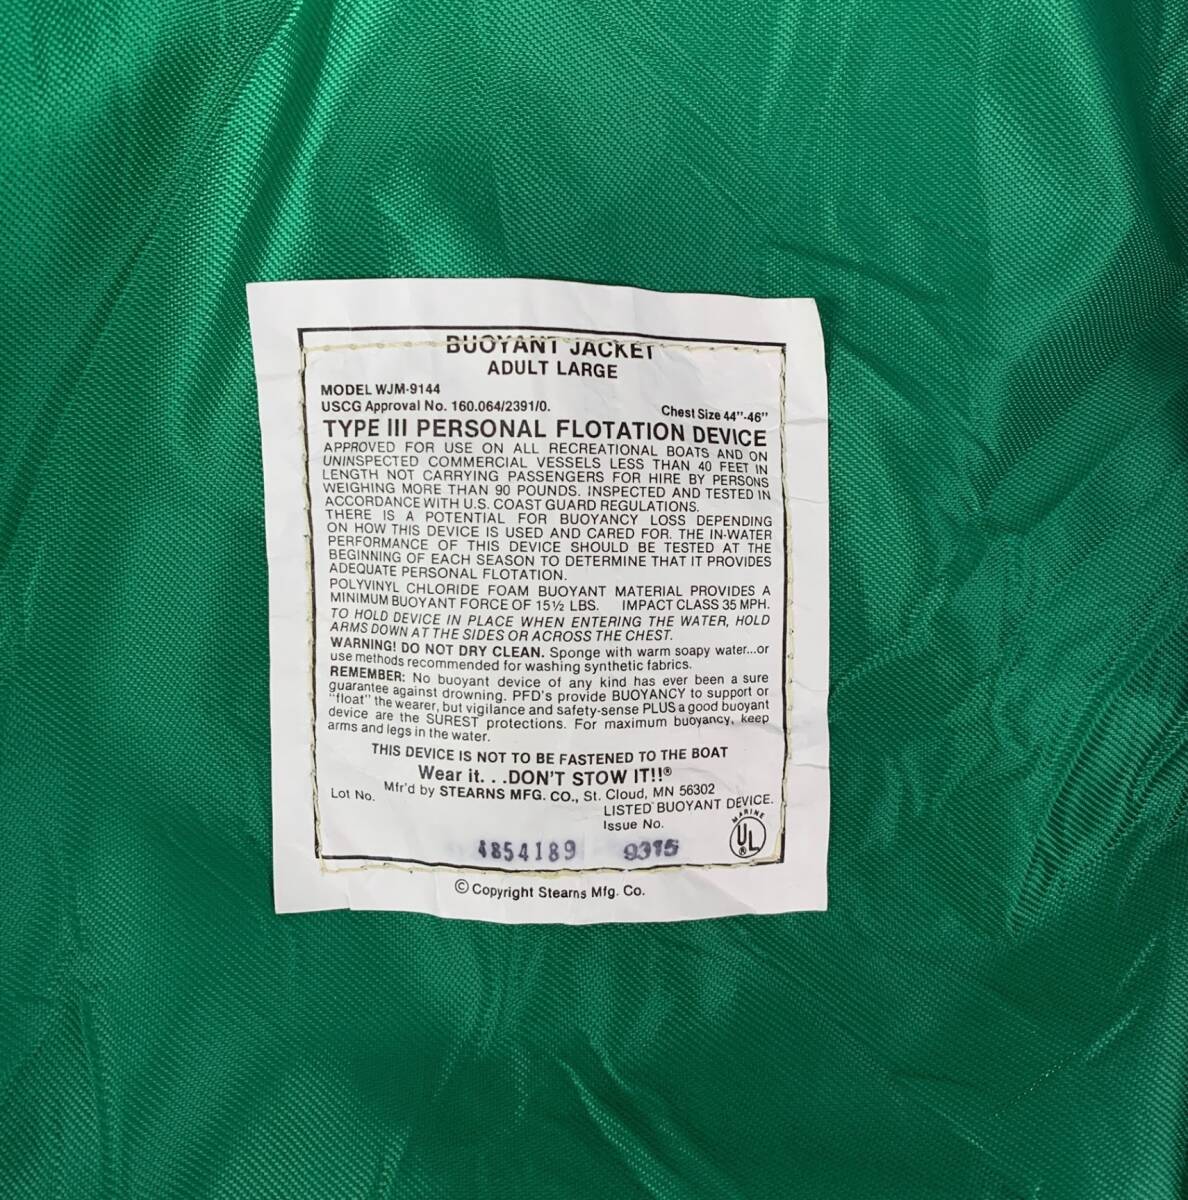 BUOYANT JACKET
ADULT LARGE
MODEL WJM-9144
USCG Approval No. 160.064/2391/0.
Chest Size 44"-46"
TYPE III PERSONAL FLOTATION DEVICE
APPROVED FOR USE ON ALL RECREATIONAL BOATS AND ON
UNINSPECTED COMMERCIAL VESSELS LESS THAN 40 FEET IN
LENGTH NOT CARRYING PASSENGERS FOR HIRE BY PERSONS
WEIGHING MORE THAN 90 POUNDS. INSPECTED AND TESTED IN
ACCORDANCE WITH U.S. COAST GUARD REGULATIONS.
THERE IS A POTENTIAL FOR BUOYANCY LOSS DEPENDING
ON HOW THIS DEVICE IS USED AND CARED FOR. THE IN-WATER
PERFORMANCE OF THIS DEVICE SHOULD BE TESTED AT THE
BEGINNING OF EACH SEASON TO DETERMINE THAT IT PROVIDES
ADEQUATE PERSONAL FLOTATION.
POLYVINYL CHLORIDE FOAM BUOYANT MATERIAL PROVIDES A
MINIMUM BUOYANT FORCE OF 15½ LBS. IMPACT CLASS 35 MPH.
TO HOLD DEVICE IN PLACE WHEN ENTERING THE WATER, HOLD
ARMS DOWN AT THE SIDES OR ACROSS THE CHEST.
WARNING! DO NOT DRY CLEAN. Sponge with warm soapy water...or
use methods recommended for washing synthetic fabrics.
REMEMBER: No buoyant device of any kind has ever been a sure
guarantee against drowning. PFD's provide BUOYANCY to support or
"float" the wearer, but vigilance and safety-sense PLUS a good buoyant
device are the SUREST protections. For maximum buoyancy, keep
arms and legs in the water.
THIS DEVICE IS NOT TO BE FASTENED TO THE BOAT
Wear it. . .DON'T STOW IT!!®
Mfr'd by STEARNS MFG. CO., St. Cloud, MN 56302
Lot No.
LISTED BUOYANT DEVICE.
Issue No.
MARINE
UL®
4854189 9315
© Copyright Stearns Mfg. Co.